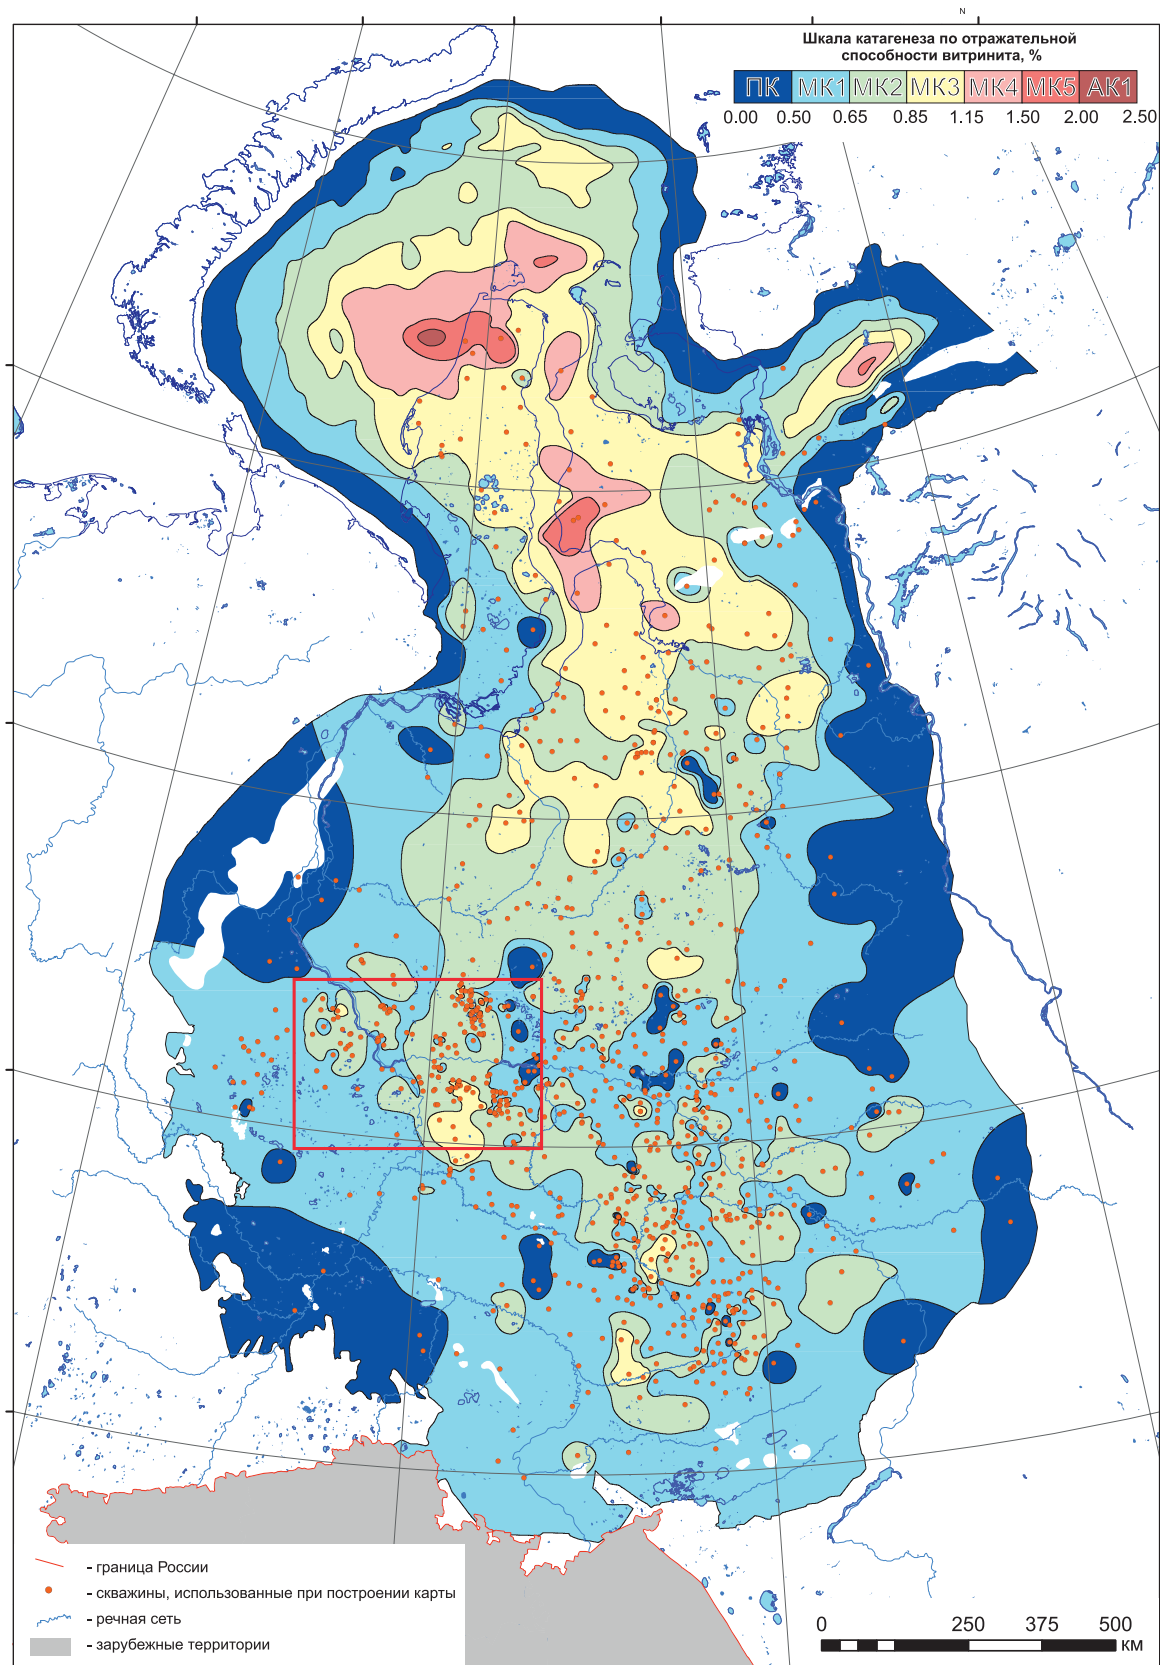 N
Шкала катагенеза по отражательной
способности витринита, %
ПК МК1 МК2 МК3 МК4 МК5 АК1
0.00 0.50 0.65 0.85 1.15 1.50 2.00 2.50
- граница России
- скважины, использованные при построении карты
- речная сеть
- зарубежные территории
0 250 375 500
км